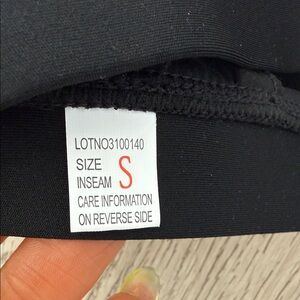 LOTNO3100140
SIZE
INSEAM S
CARE INFORMATION
ON REVERSE SIDE